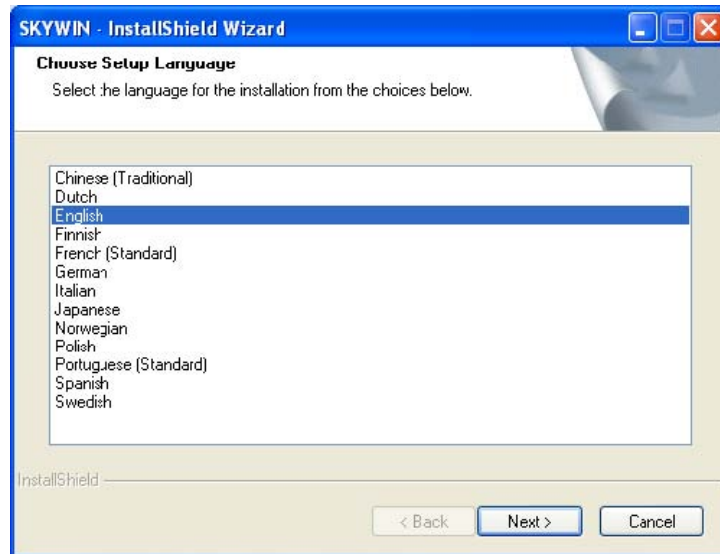 SKYWIN - InstallShield Wizard
Choose Setup Language
Select the language for the installation from the choices below.
Chinese (Traditional)
Dutch
English
Finnish
French (Standard)
German
Italian
Japanese
Norwegian
Polish
Portuguese (Standard)
Spanish
Swedish
InstallShield
< Back
Next >
Cancel